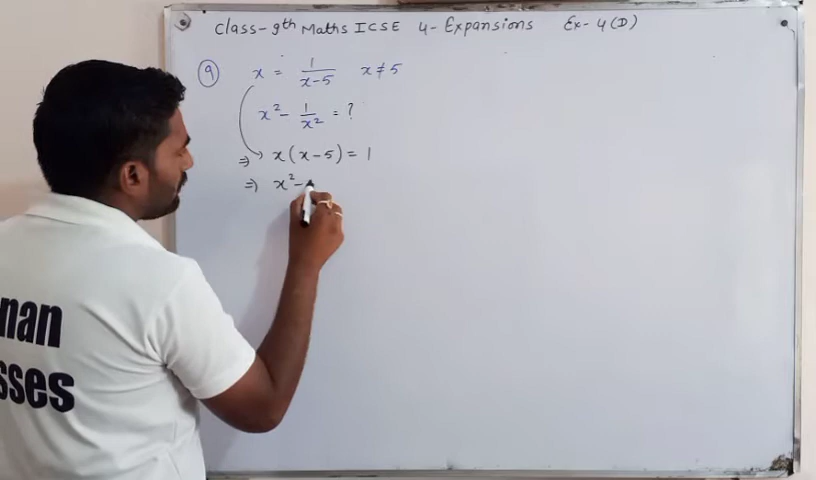 Class-9th Maths ICSE 4-Expansions Ex-4(D)
9 x = 1/(x-5) x ≠ 5
x² - 1/x² = ?
⇒ x(x-5) = 1
⇒ x² -
nan
sses